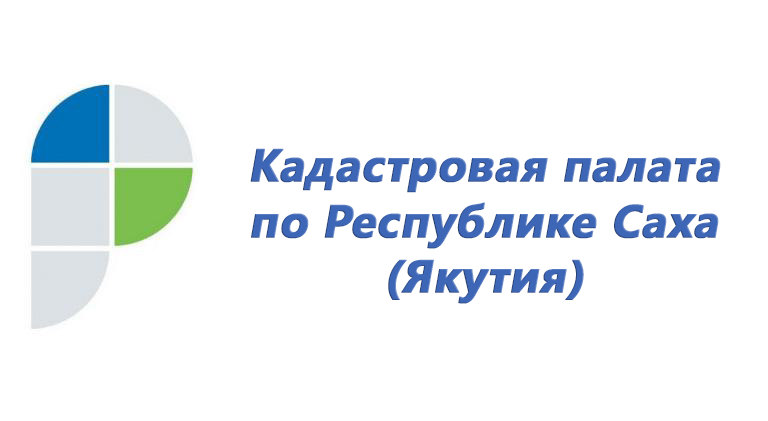 Кадастровая палата
по Республике Саха
(Якутия)